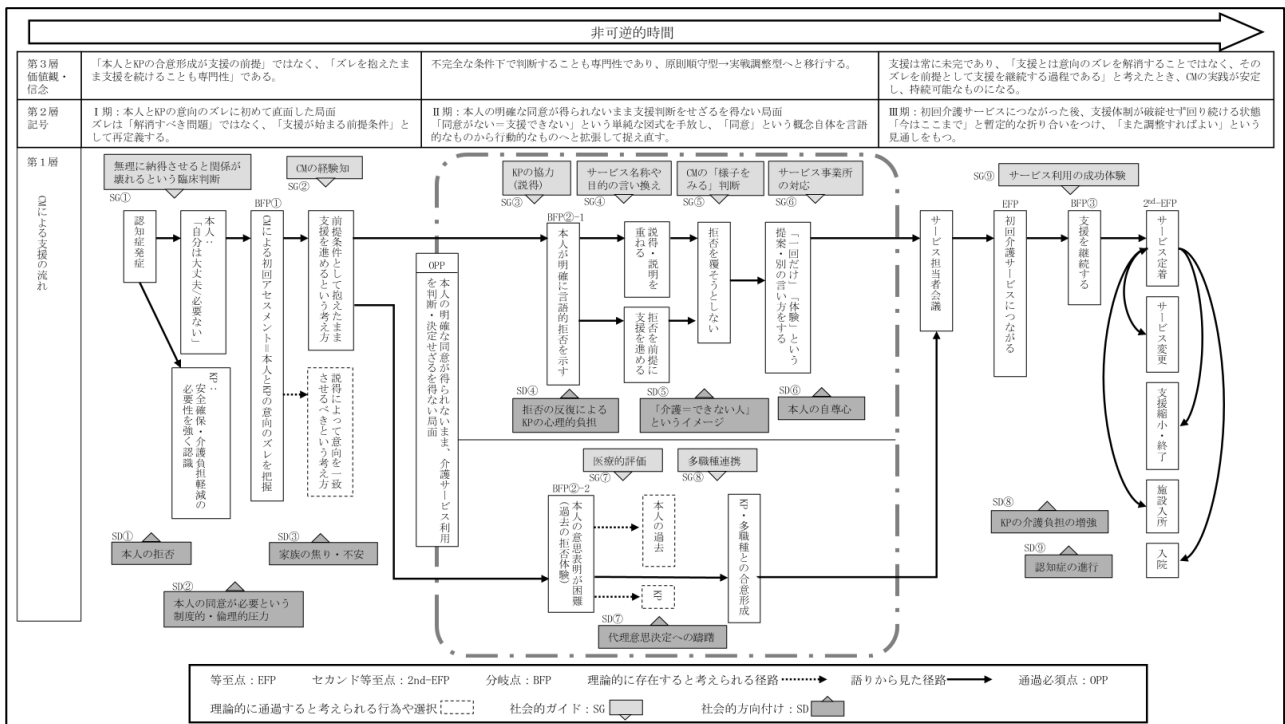 非可逆的時間
第3層
価値観・
信念
「本人とKPの合意形成が支援の前提」ではなく、「ズレを抱えたま
ま支援を続けることも専門性」である。
不完全な条件下で判断することも専門性であり、原則順守型→実戦調整型へと移行する。
支援は常に未完であり、「支援とは意向のズレを解消することではなく、その
ズレを前提として支援を継続する過程である」と考えたとき、CMの実践が安定
し、持続可能なものになる。
第2層
記号
Ⅰ期：本人とKPの意向のズレに初めて直面した局面
ズレは「解消すべき問題」ではなく、「支援が始まる前提条件」と
して再定義する。
Ⅱ期：本人の明確な同意が得られないまま支援判断をせざるを得ない局面
「同意がない＝支援できない」という単純な図式を手放し、「同意」という概念自体を言語
的なものから行動的なものへと拡張して捉え直す。
Ⅲ期：初回介護サービスにつながった後、支援体制が破綻せず回り続ける状態
「今はここまで」と暫定的な折り合いをつけ、「また調整すればよい」という
見通しをもつ。
第1層
CMによる支援の流れ
無理に納得させると関係が
壊れるという臨床判断
SG①
CMの経験知
SG②
認知症発症
本人：
「自分は大丈夫」「必要ない」
KP：
安全確保・介護負担軽減の
必要性を強く認識
BFP①
CMによる初回アセスメント＝本人とKPの意向のズレを把握
前提条件として抱えたまま
支援を進めるという考え方
説得によって意向を一致
させるべきという考え方
SD①
本人の拒否
SD②
本人の同意が必要という
制度的・倫理的圧力
SD③
家族の焦り・不安
OPP
本人の明確な同意が得られないまま、介護サービス利用
を判断・決定せざるを得ない局面
KPの協力
(説得)
SG③
サービス名称や
目的の言い換え
SG④
CMの「様子を
みる」判断
SG⑤
サービス事業所
の対応
SG⑥
BFP②-1
本人が明確に言語的拒否を示す
説得・説明を
重ねる
拒否を前提に
支援を進める
拒否を覆そうとしない
「一回だけ」「体験」という
提案・別の言い方をする
SD④
拒否の反復による
KPの心理的負担
SD⑤
「介護＝できない人」
というイメージ
SD⑥
本人の自尊心
医療的評価
SG⑦
多職種連携
SG⑧
BFP②-2
本人の意思表明が困難
(過去の拒否体験)
本人の過去
KP
KP・多職種との合意形成
SD⑦
代理意思決定への躊躇
サービス担当者会議
SG⑨
サービス利用の成功体験
EFP
初回介護サービスにつながる
BFP③
支援を継続する
2nd-EFP
サービス定着
サービス変更
支援縮小・終了
施設入所
入院
SD⑧
KPの介護負担の増強
SD⑨
認知症の進行
等至点：EFP　セカンド等至点：2nd-EFP　分岐点：BFP　理論的に存在すると考えられる経路　語りから見た径路　通過必須点：OPP
理論的に通過すると考えられる行為や選択　社会的ガイド：SG　社会的方向付け：SD